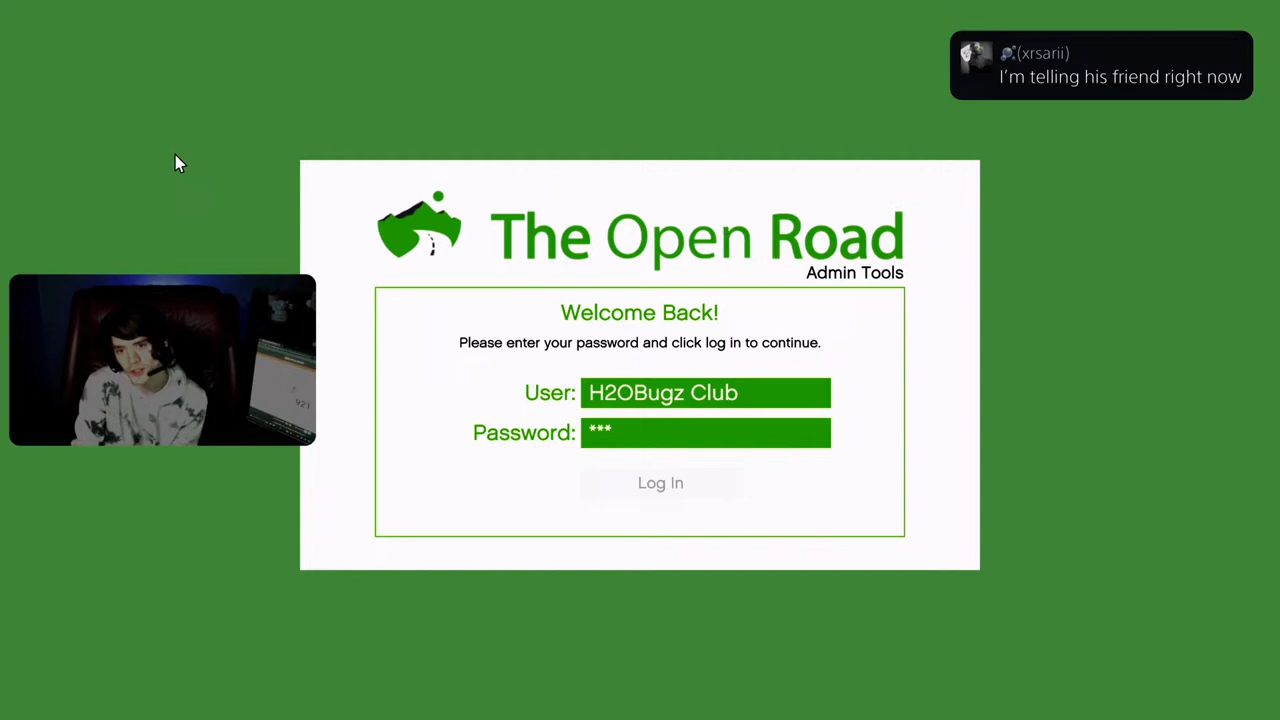 (xrsarii)
I'm telling his friend right now
The Open Road
Admin Tools
Welcome Back!
Please enter your password and click log in to continue.
User: H2OBugz Club
Password: ***
Log In
921